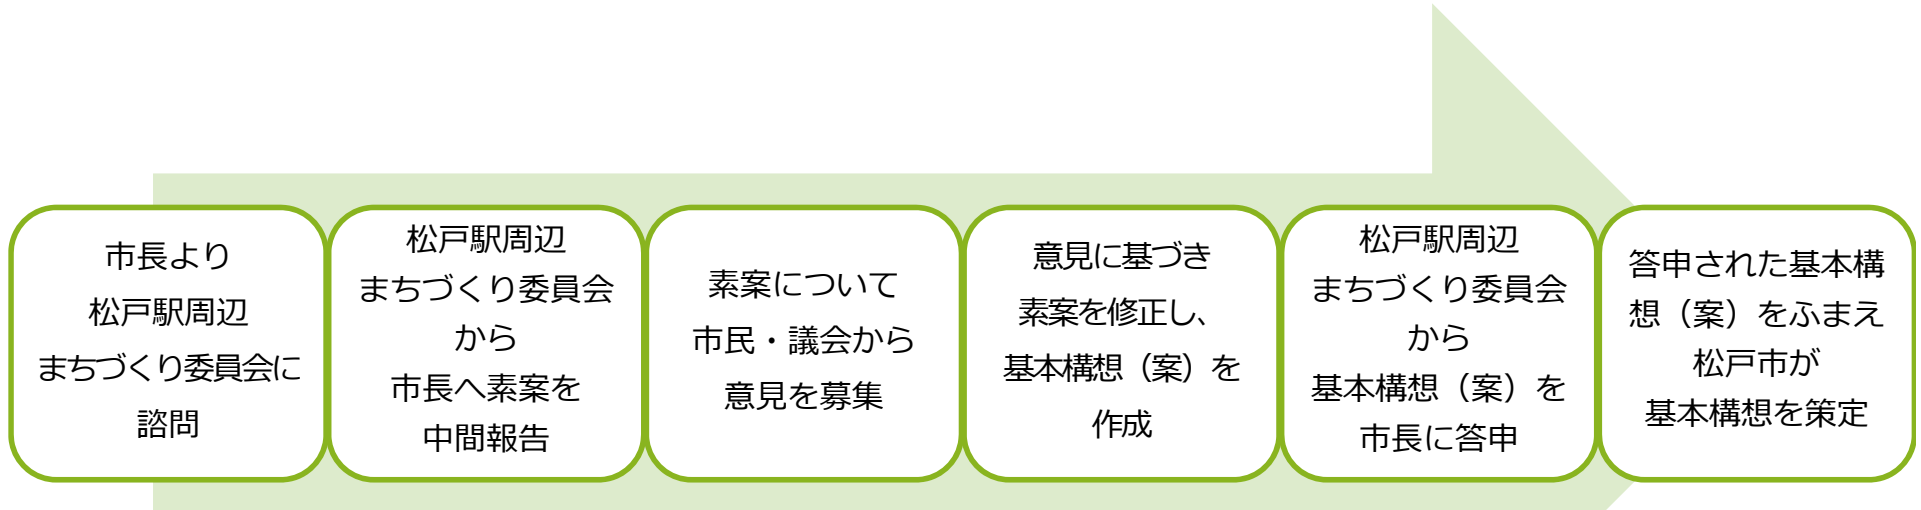 市長より
松戸駅周辺
まちづくり委員会に
諮問
松戸駅周辺
まちづくり委員会
から
市長へ素案を
中間報告
素案について
市民・議会から
意見を募集
意見に基づき
素案を修正し、
基本構想（案）を
作成
松戸駅周辺
まちづくり委員会
から
基本構想（案）を
市長に答申
答申された基本構
想（案）をふまえ
松戸市が
基本構想を策定